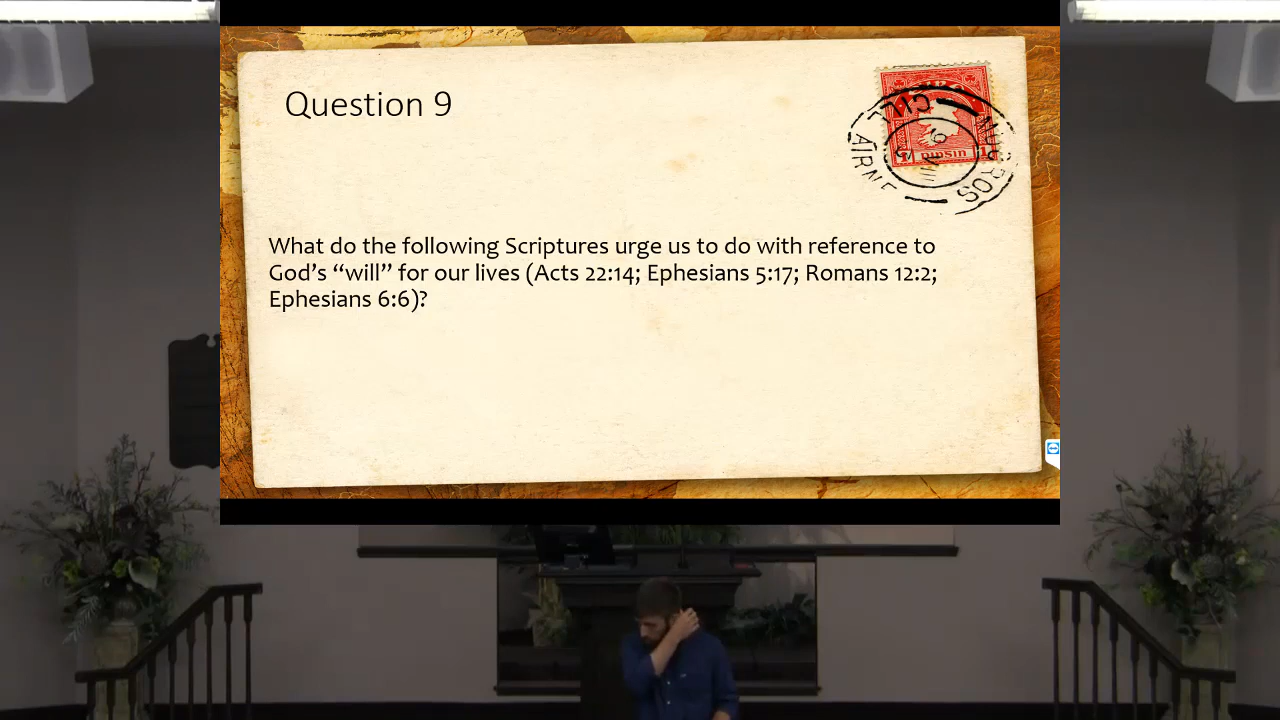 Question 9
What do the following Scriptures urge us to do with reference to
God’s “will” for our lives (Acts 22:14; Ephesians 5:17; Romans 12:2;
Ephesians 6:6)?